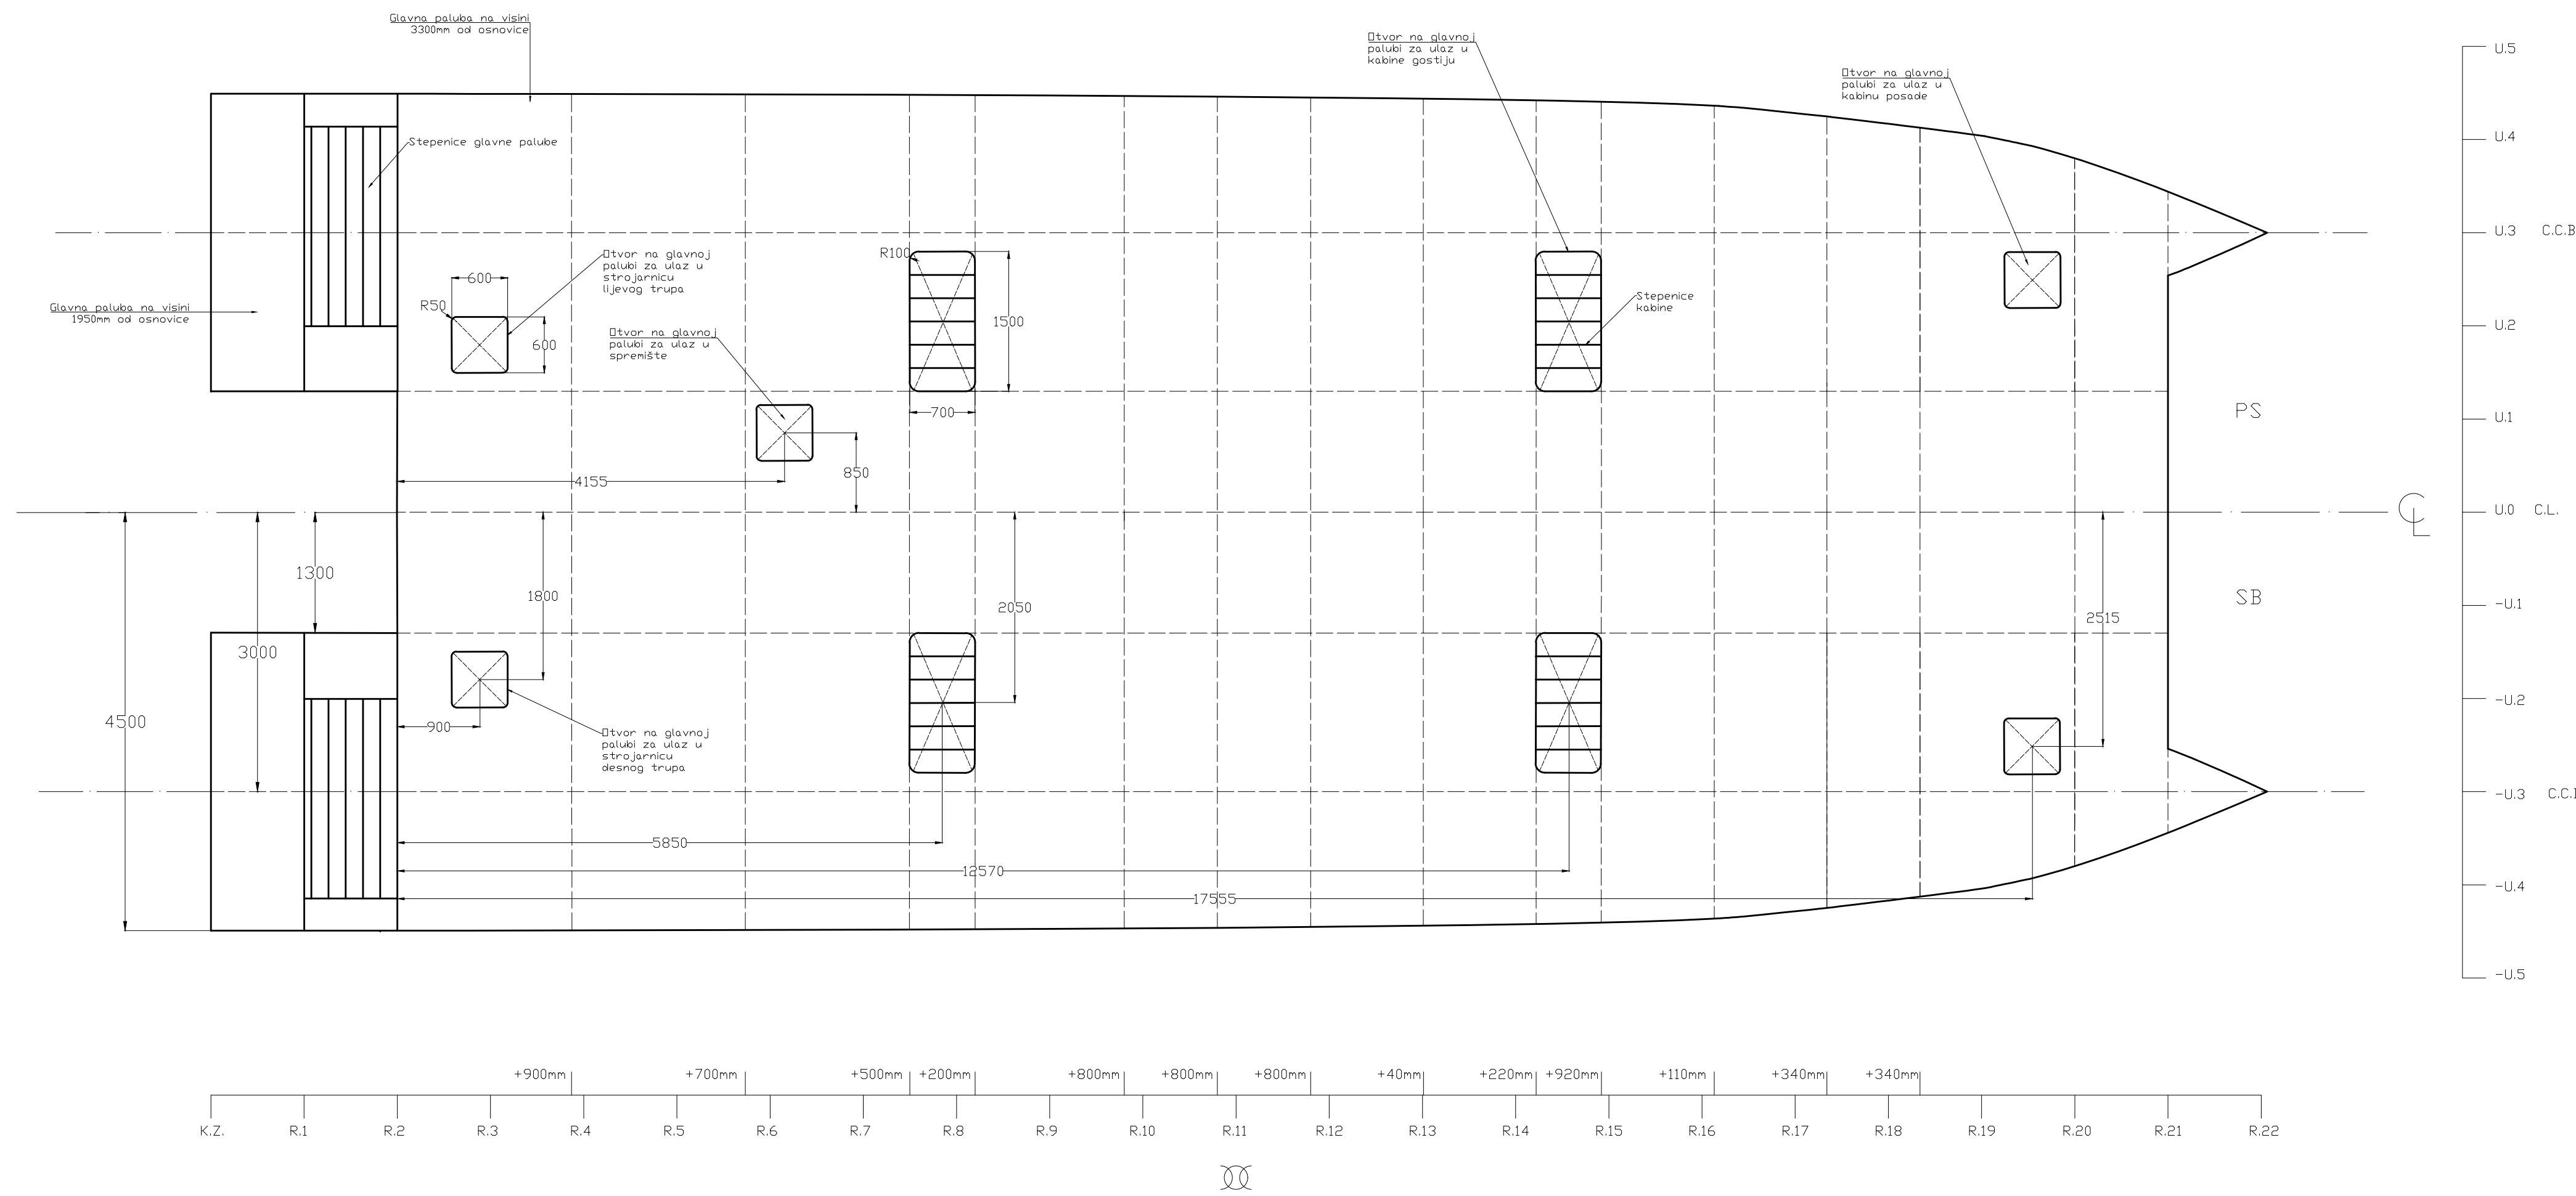 Glavna paluba na visini
3300mm od osnovice
Otvor na glavnoj
palubi za ulaz u
kabine gostiju
Otvor na glavnoj
palubi za ulaz u
kabinu posade
U.5
U.4
U.3 C.C.B
U.2
U.1
U.0 C.L.
-U.1
-U.2
-U.3
-U.4
-U.5
Stepenice glavne palube
Glavna paluba na visini
1950mm od osnovice
Otvor na glavnoj
palubi za ulaz u
strojarnicu
lijevog trupa
600
R50
600
Otvor na glavnoj
palubi za ulaz u
spremište
R100
1500
700
Stepenice
kabine
PS
850
4155
CL
1300
1800
2050
SB
2515
3000
4500
900
Otvor na glavnoj
palubi za ulaz u
strojarnicu
desnog trupa
5850
12570
17555
+900mm +700mm +500mm +200mm +800mm +800mm +800mm +40mm +220mm +920mm +110mm +340mm +340mm
K.Z. R.1 R.2 R.3 R.4 R.5 R.6 R.7 R.8 R.9 R.10 R.11 R.12 R.13 R.14 R.15 R.16 R.17 R.18 R.19 R.20 R.21 R.22